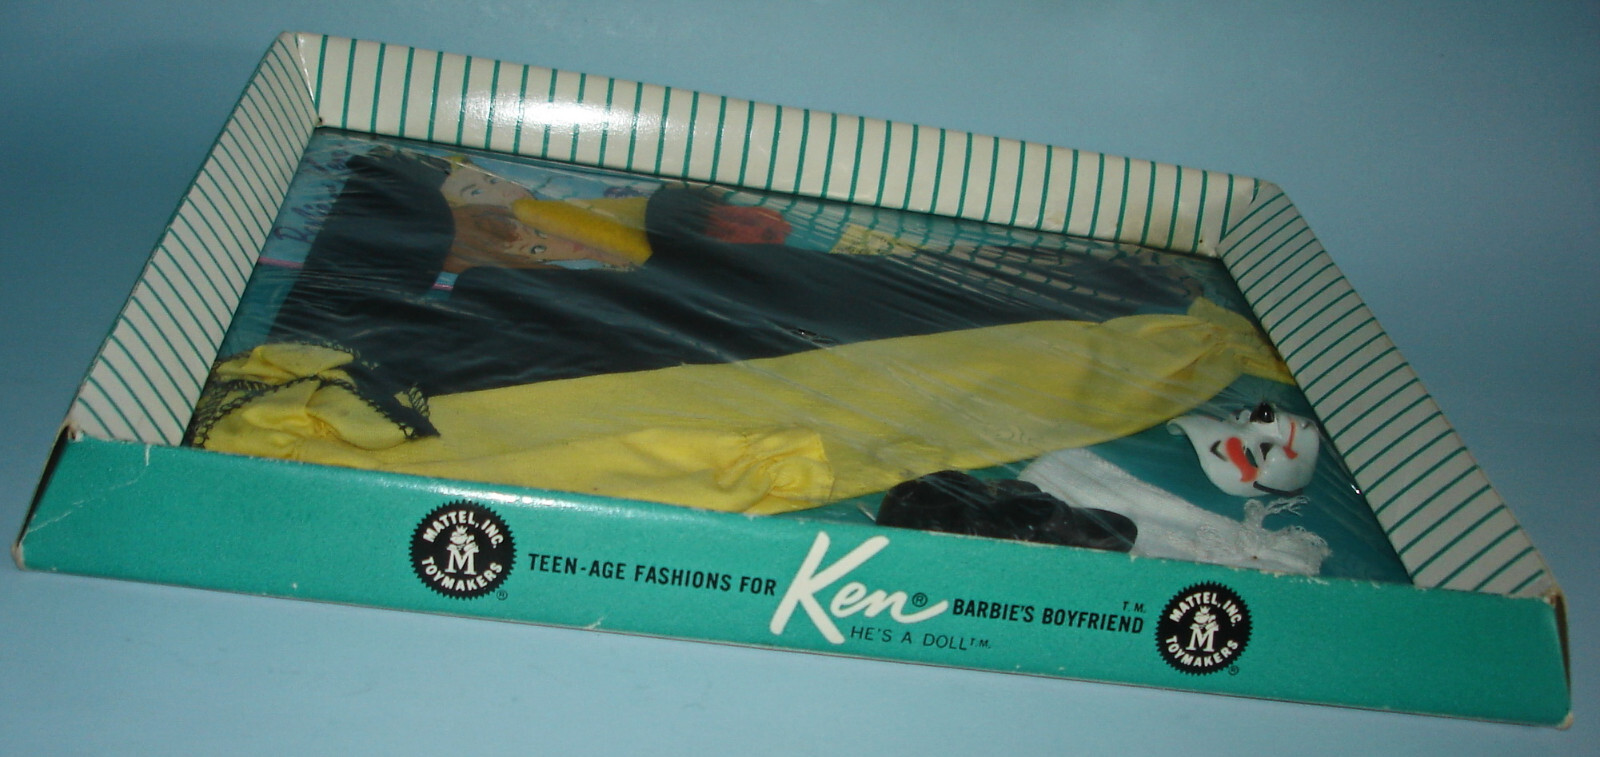 MATTEL, INC.
M
TOYMAKERS
®
TEEN-AGE FASHIONS FOR
Ken®
BARBIE'S BOYFRIEND T.M.
HE'S A DOLL T.M.
MATTEL, INC.
M
TOYMAKERS
®